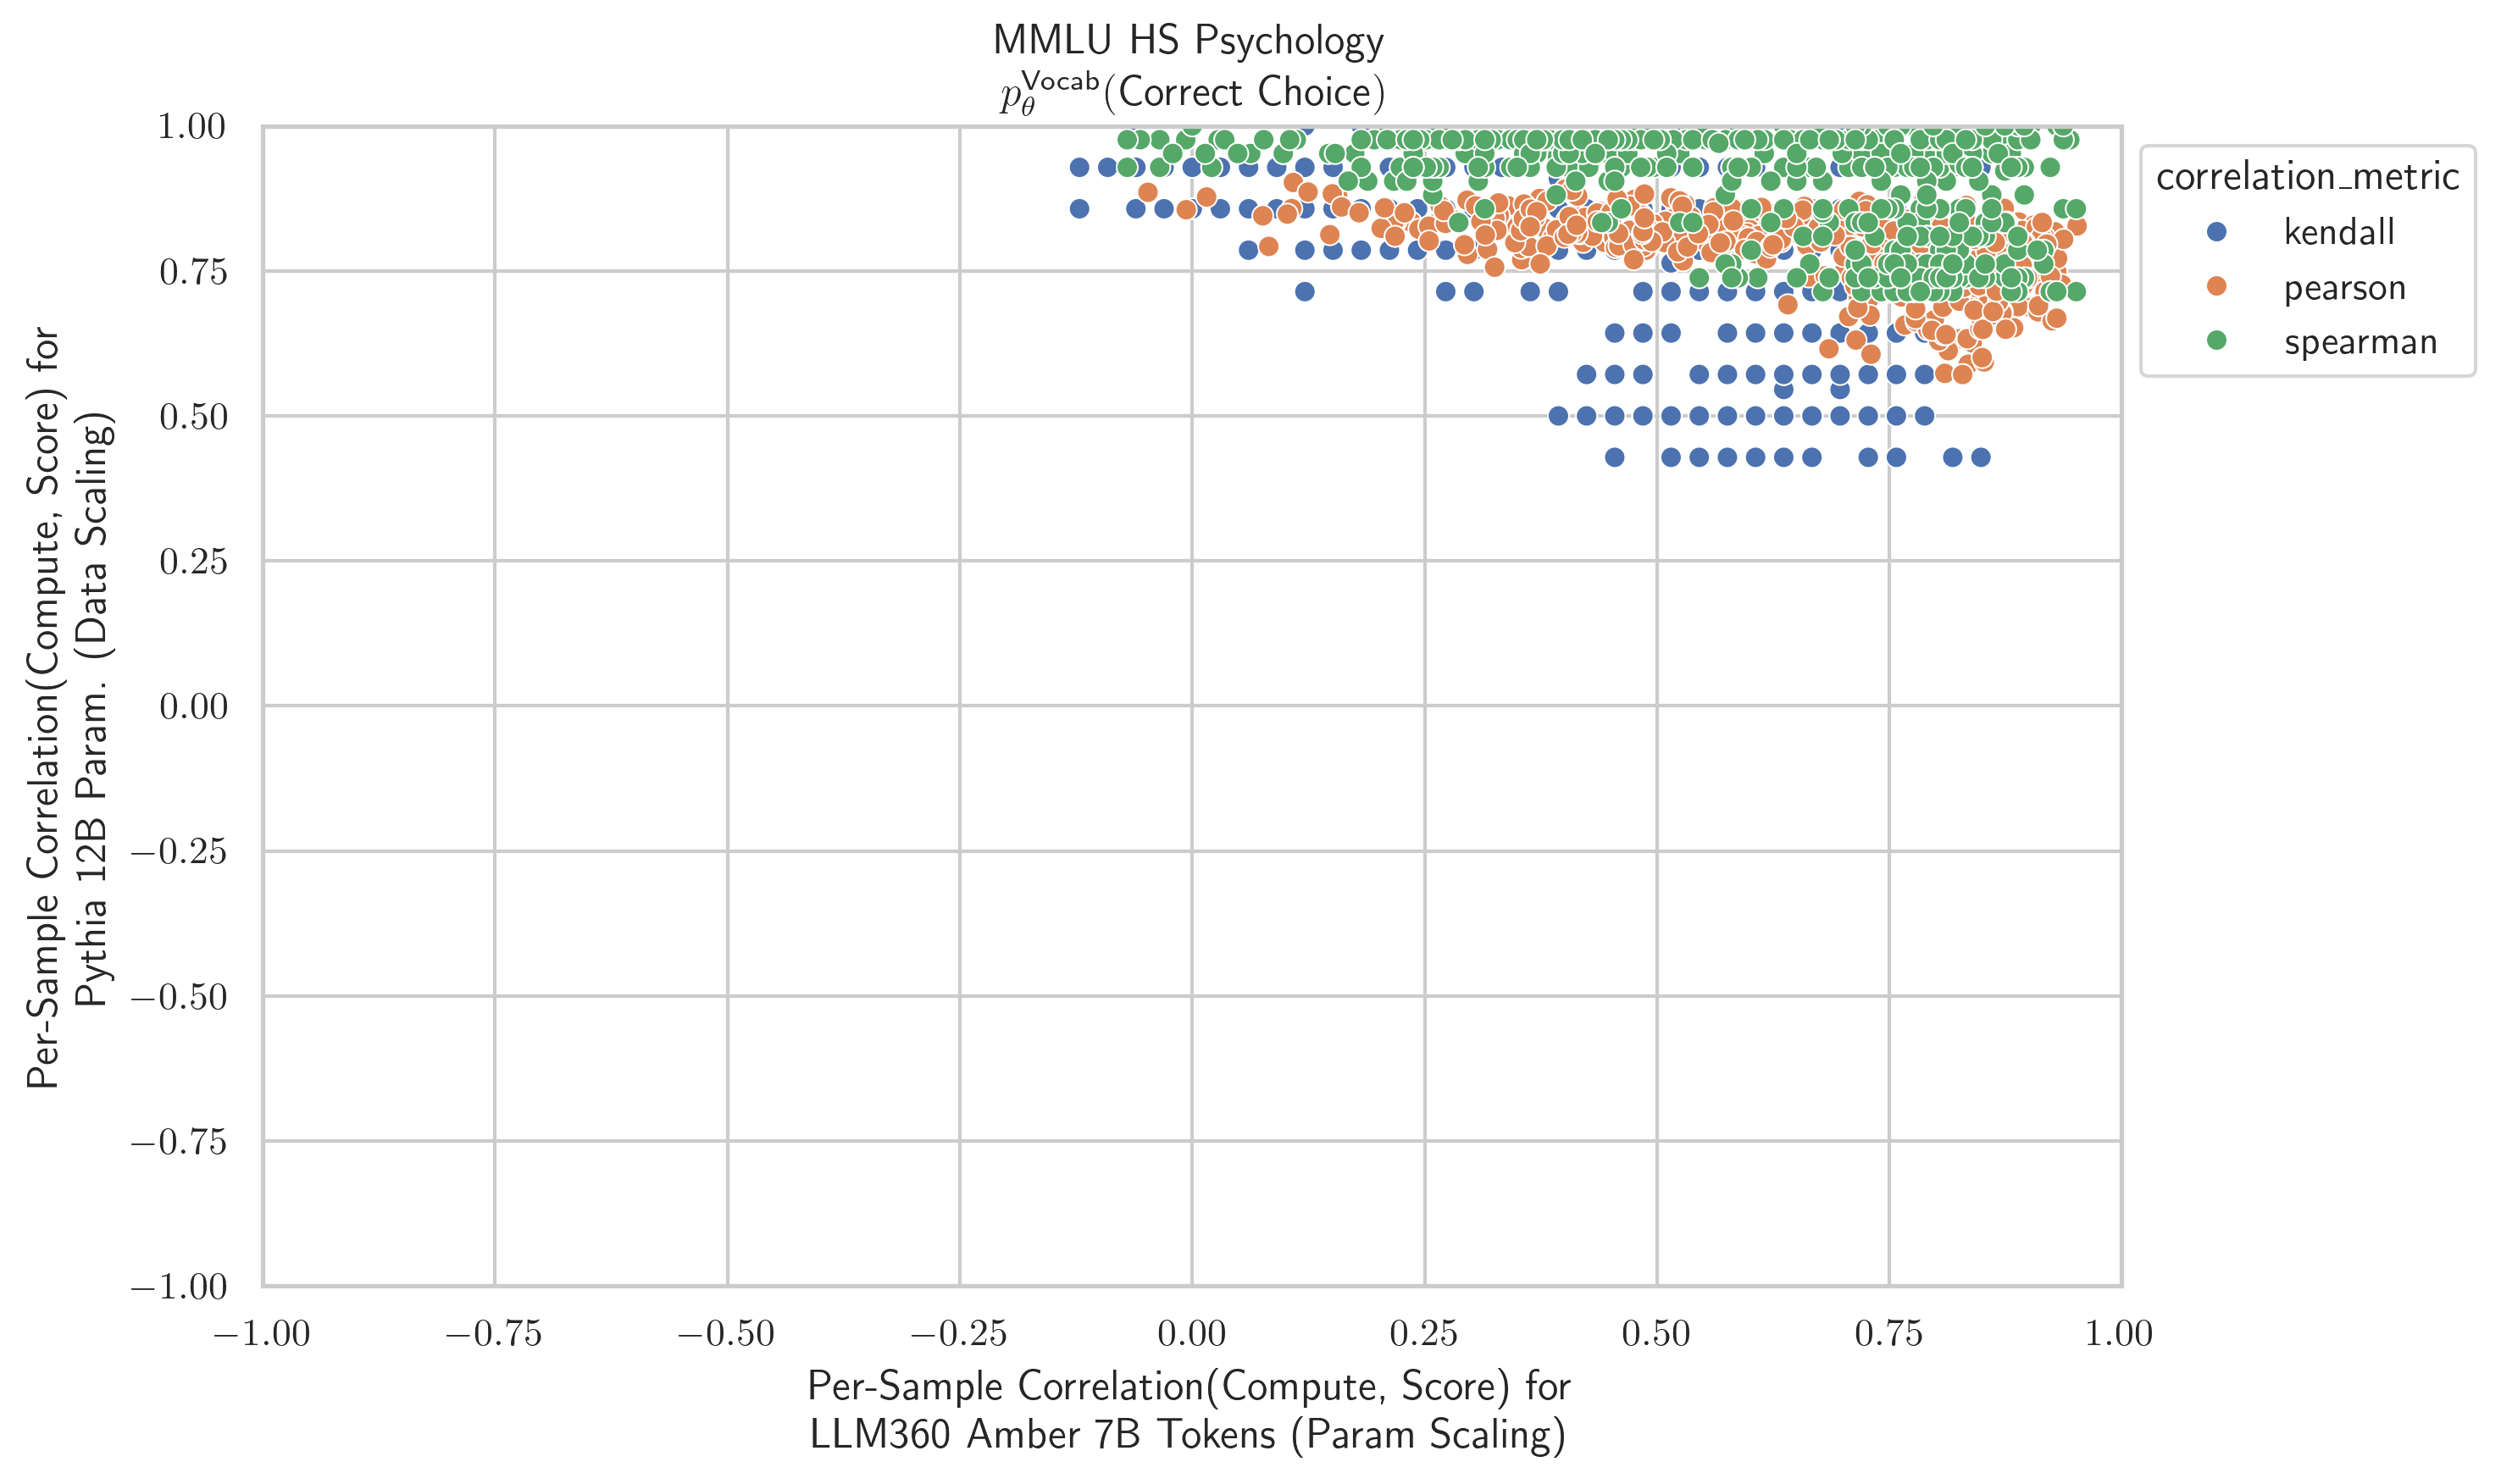 MMLU HS Psychology
p_θ^Vocab(Correct Choice)
1.00
0.75
0.50
0.25
0.00
−0.25
−0.50
−0.75
−1.00
Per-Sample Correlation(Compute, Score) for
Pythia 12B Param. (Data Scaling)
−1.00 −0.75 −0.50 −0.25 0.00 0.25 0.50 0.75 1.00
Per-Sample Correlation(Compute, Score) for
LLM360 Amber 7B Tokens (Param Scaling)
correlation_metric
kendall
pearson
spearman